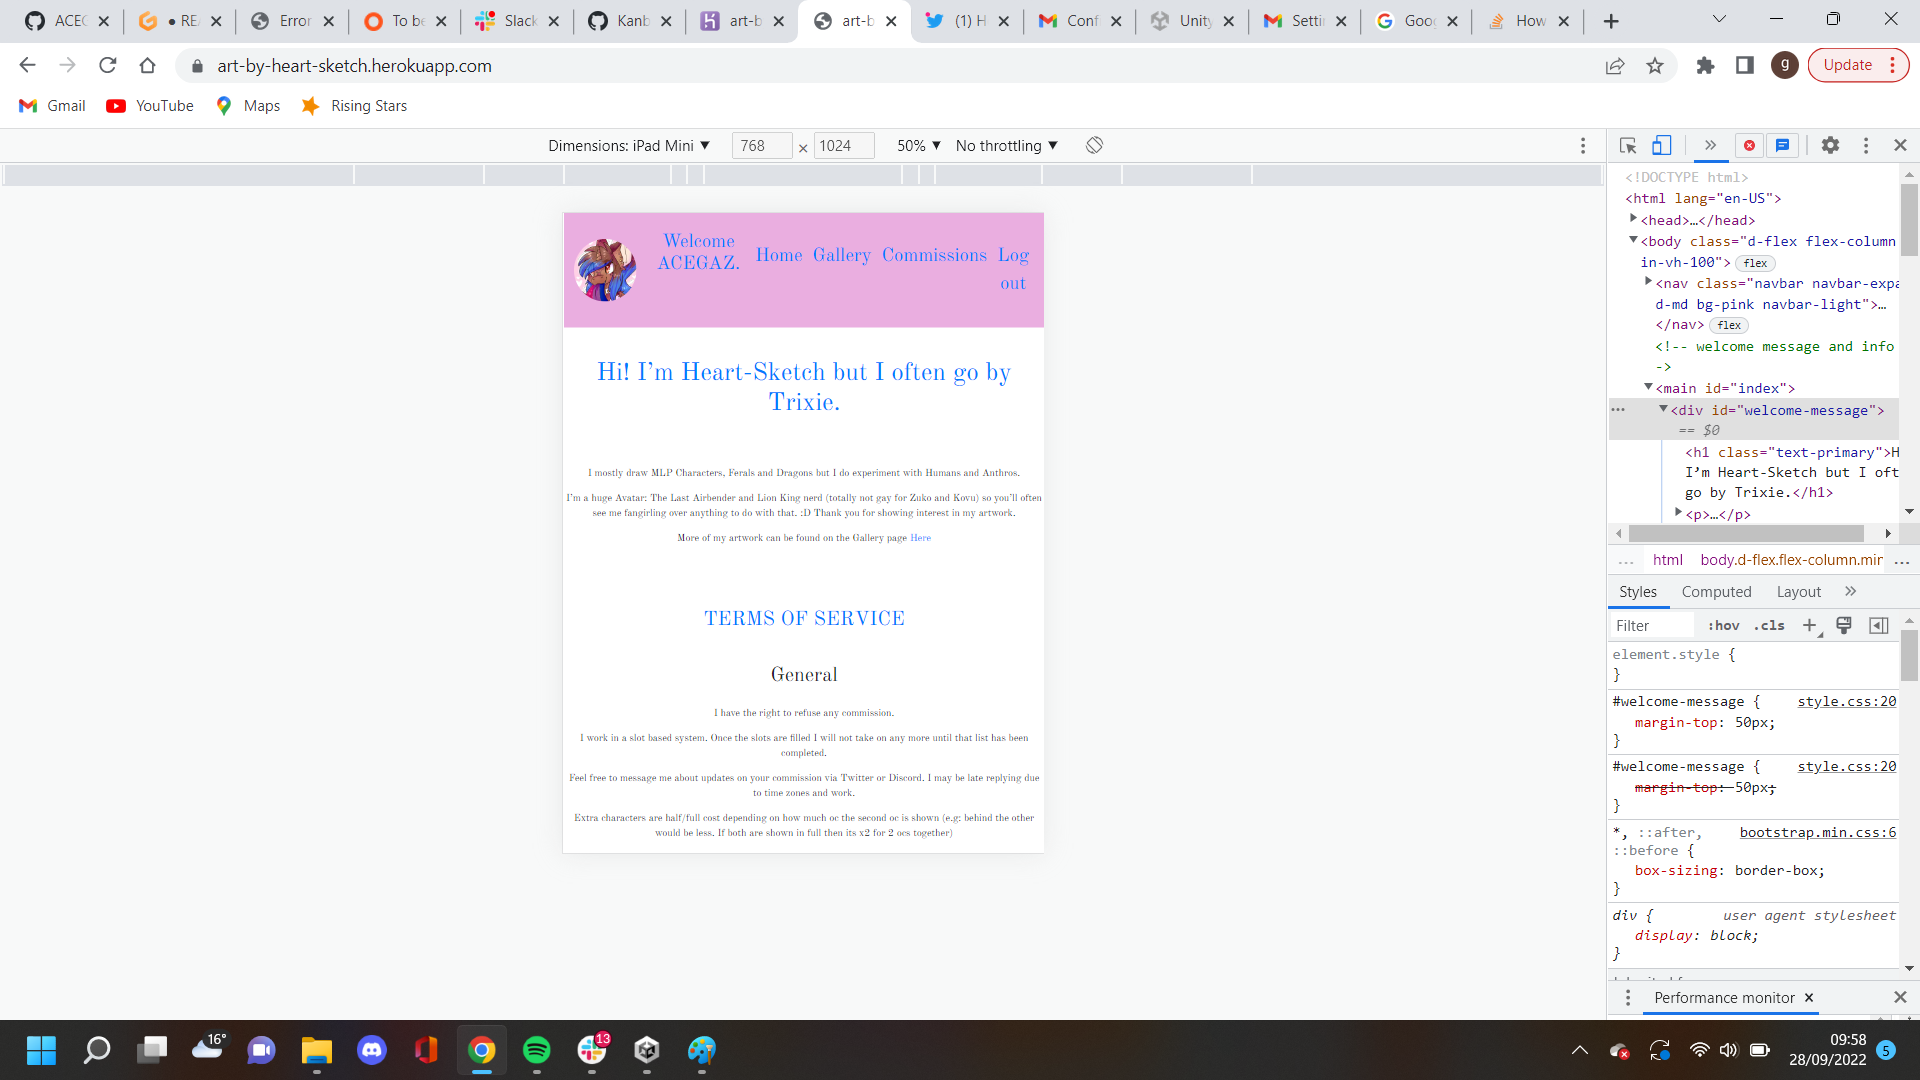 ACEC
● RE
Error
To be
Slack
Kanb
art-b
art-b
(1) H
Conf
Unity
Settin
Goog
How
art-by-heart-sketch.herokuapp.com
g
Update
Gmail
YouTube
Maps
Rising Stars
Dimensions: iPad Mini ▼
768 × 1024
50% ▼
No throttling ▼
Welcome
ACEGAZ.
Home
Gallery
Commissions
Log
out
Hi! I’m Heart-Sketch but I often go by
Trixie.
I mostly draw MLP Characters, Ferals and Dragons but I do experiment with Humans and Anthros.
I’m a huge Avatar: The Last Airbender and Lion King nerd (totally not gay for Zuko and Kovu) so you’ll often
see me fangirling over anything to do with that. :D Thank you for showing interest in my artwork.
More of my artwork can be found on the Gallery page Here
TERMS OF SERVICE
General
I have the right to refuse any commission.
I work in a slot based system. Once the slots are filled I will not take on any more until that list has been
completed.
Feel free to message me about updates on your commission via Twitter or Discord. I may be late replying due
to time zones and work.
Extra characters are half/full cost depending on how much oc the second oc is shown (e.g: behind the other
would be less. If both are shown in full then its x2 for 2 ocs together)
<!DOCTYPE html>
<html lang="en-US">
<head>…</head>
<body class="d-flex flex-column
in-vh-100"> flex
<nav class="navbar navbar-expa
d-md bg-pink navbar-light">…
</nav> flex
<!-- welcome message and info
->
<main id="index">
… <div id="welcome-message">
== $0
<h1 class="text-primary">H
I’m Heart-Sketch but I oft
go by Trixie.</h1>
<p>…</p>
… html body.d-flex.flex-column.mir …
Styles
Computed
Layout
Filter
:hov .cls
element.style {
}
#welcome-message { style.css:20
margin-top: 50px;
}
#welcome-message { style.css:20
margin-top: 50px;
}
*, ::after, bootstrap.min.css:6
::before {
box-sizing: border-box;
}
div { user agent stylesheet
display: block;
}
Performance monitor
16°
13
09:58
28/09/2022
5